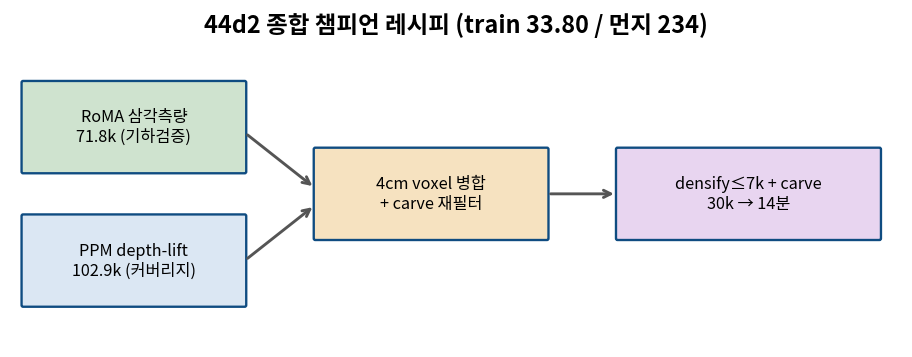 44d2 종합 챔피언 레시피 (train 33.80 / 먼지 234)
RoMA 삼각측량
71.8k (기하검증)
PPM depth-lift
102.9k (커버리지)
4cm voxel 병합
+ carve 재필터
densify≤7k + carve
30k → 14분